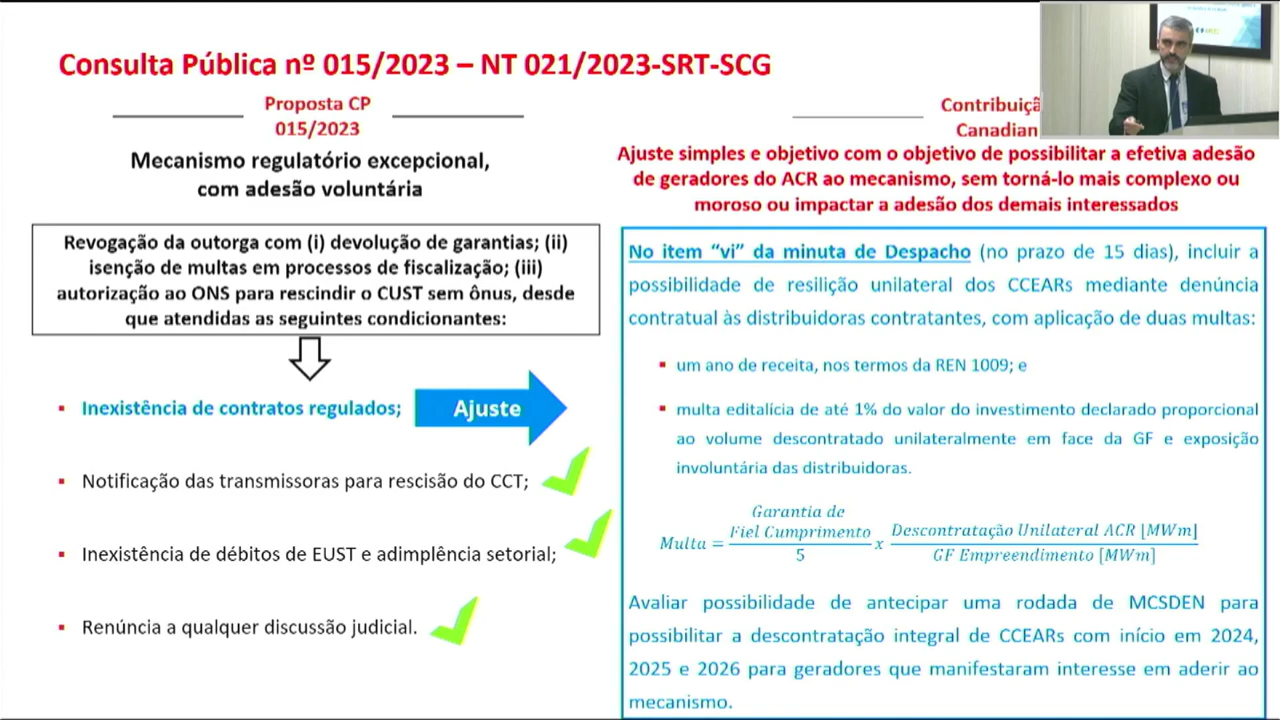 Consulta Pública nº 015/2023 – NT 021/2023-SRT-SCG
Proposta CP
015/2023
Mecanismo regulatório excepcional,
com adesão voluntária
Revogação da outorga com (i) devolução de garantias; (ii)
isenção de multas em processos de fiscalização; (iii)
autorização ao ONS para rescindir o CUST sem ônus, desde
que atendidas as seguintes condicionantes:
▪ Inexistência de contratos regulados;
Ajuste
▪ Notificação das transmissoras para rescisão do CCT;
▪ Inexistência de débitos de EUST e adimplência setorial;
▪ Renúncia a qualquer discussão judicial.
Contribuiçã
Canadian
Ajuste simples e objetivo com o objetivo de possibilitar a efetiva adesão
de geradores do ACR ao mecanismo, sem torná-lo mais complexo ou
moroso ou impactar a adesão dos demais interessados
No item “vi” da minuta de Despacho (no prazo de 15 dias), incluir a
possibilidade de resilição unilateral dos CCEARs mediante denúncia
contratual às distribuidoras contratantes, com aplicação de duas multas:
▪ um ano de receita, nos termos da REN 1009; e
▪ multa editalícia de até 1% do valor do investimento declarado proporcional
ao volume descontratado unilateralmente em face da GF e exposição
involuntária das distribuidoras.
Garantia de
Multa = Fiel Cumprimento / 5 x Descontratação Unilateral ACR [MWm] / GF Empreendimento [MWm]
Avaliar possibilidade de antecipar uma rodada de MCSDEN para
possibilitar a descontratação integral de CCEARs com início em 2024,
2025 e 2026 para geradores que manifestaram interesse em aderir ao
mecanismo.